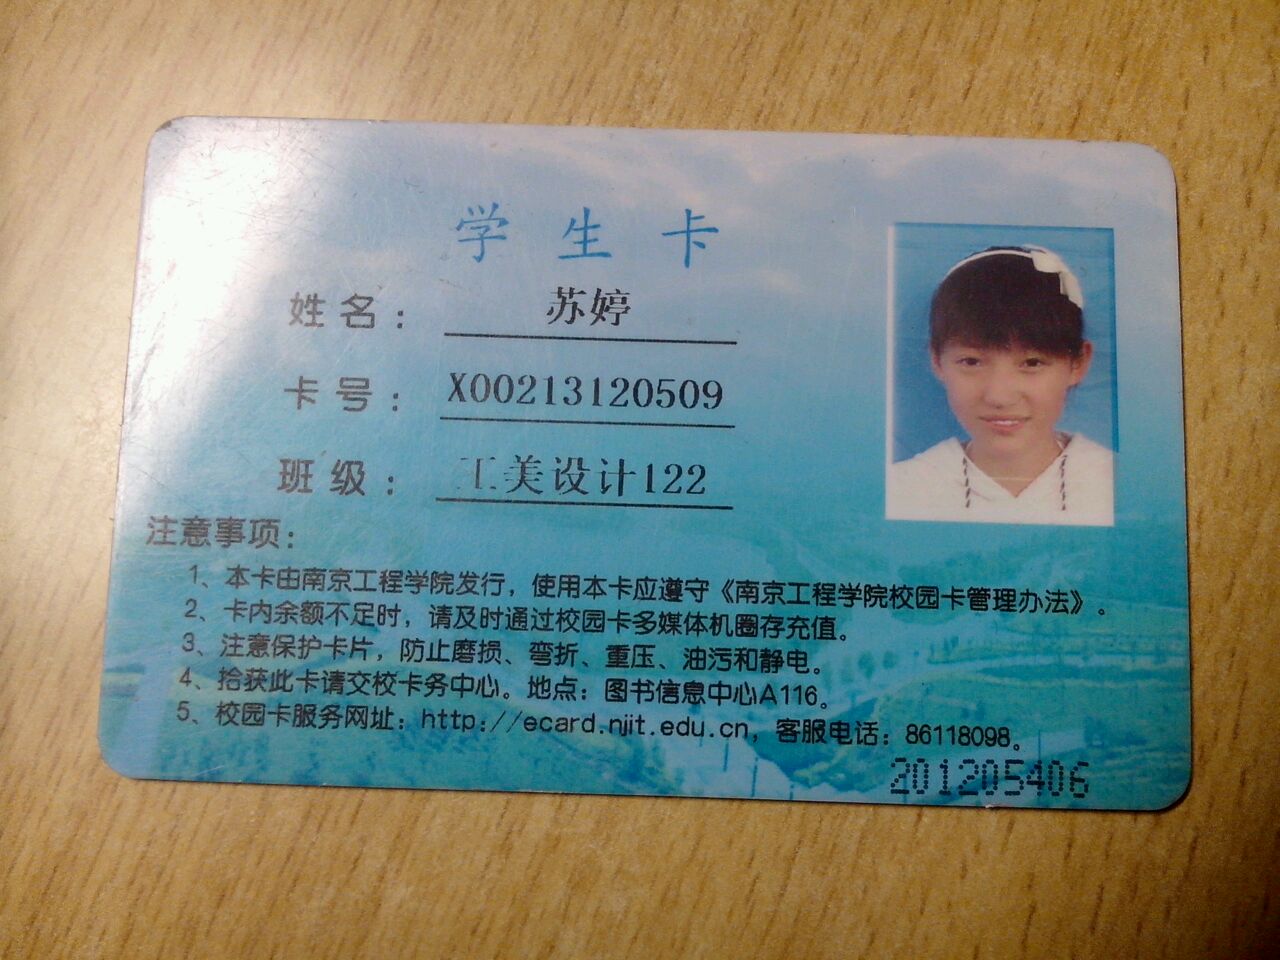 学生卡
姓名： 苏婷
卡号： X00213120509
班级： 工美设计122
注意事项：
1、本卡由南京工程学院发行，使用本卡应遵守《南京工程学院校园卡管理办法》。
2、卡内余额不足时，请及时通过校园卡多媒体机圈存充值。
3、注意保护卡片，防止磨损、弯折、重压、油污和静电。
4、拾获此卡请交校卡务中心。地点：图书信息中心A116。
5、校园卡服务网址：http://ecard.njit.edu.cn，客服电话：86118098。
201205406